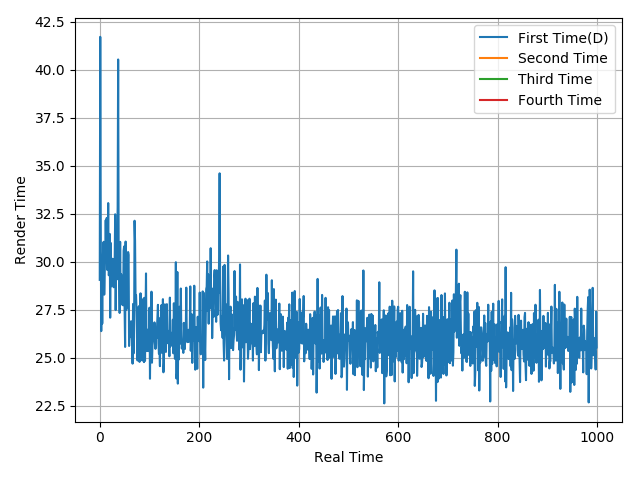 42.5
40.0
37.5
35.0
32.5
30.0
27.5
25.0
22.5
Render Time
First Time(D)
Second Time
Third Time
Fourth Time
0 200 400 600 800 1000
Real Time